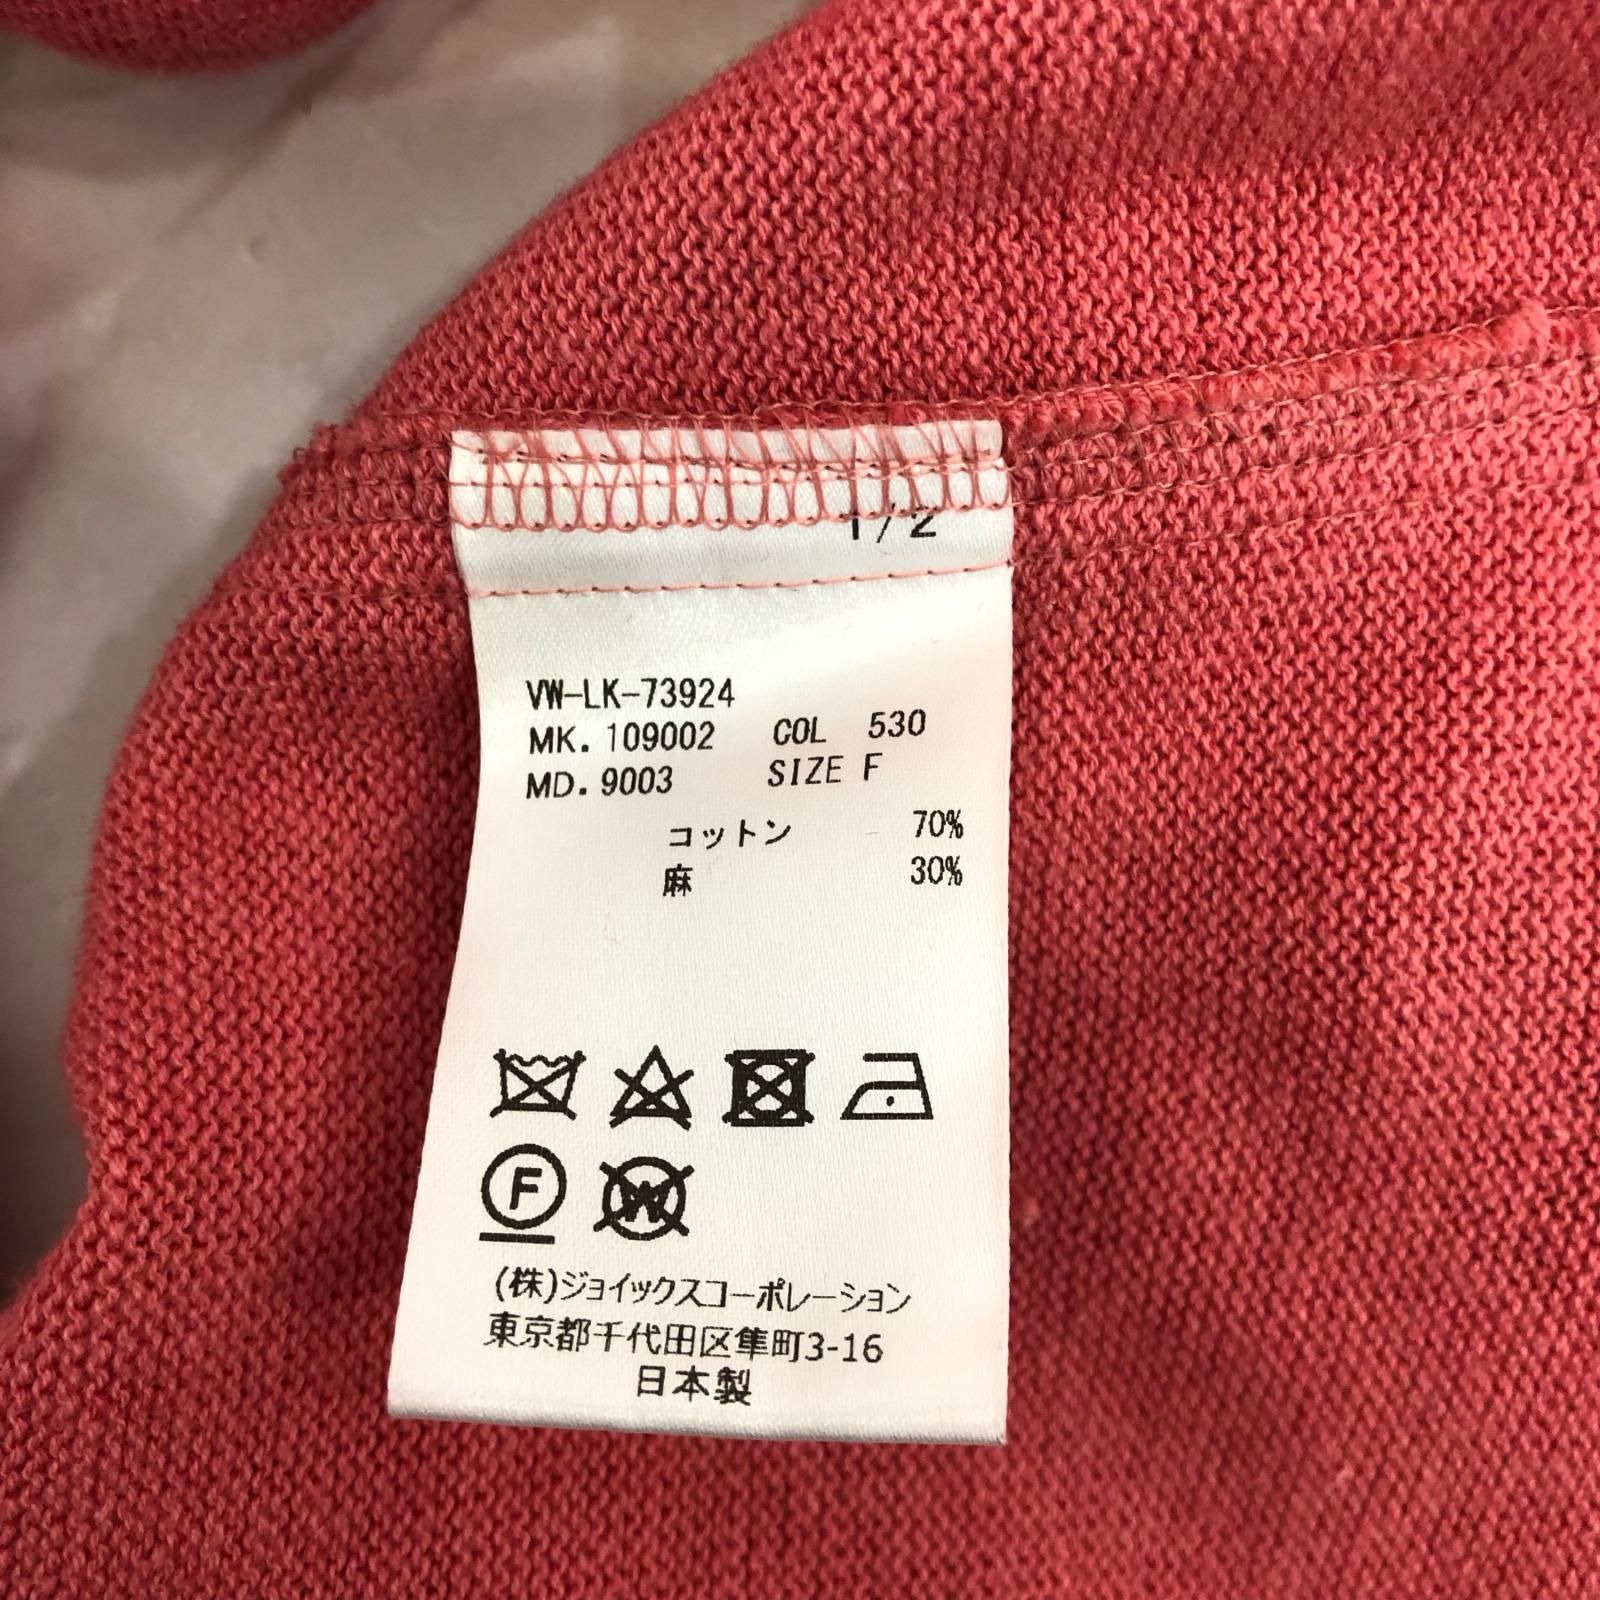 1/2
VW-LK-73924
MK. 109002 COL 530
MD. 9003 SIZE F
コットン 70%
麻 30%
F W
(株)ジョイックスコーポレーション
東京都千代田区隼町3-16
日本製